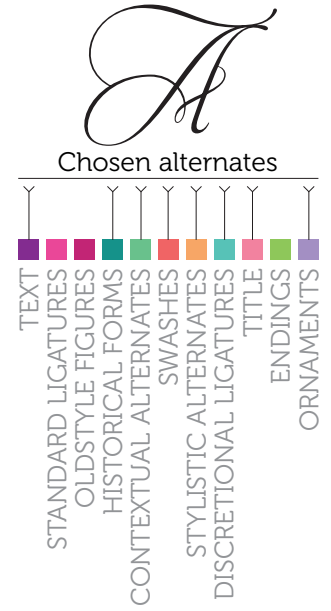 A
Chosen alternates
TEXT
STANDARD LIGATURES
OLDSTYLE FIGURES
HISTORICAL FORMS
CONTEXTUAL ALTERNATES
SWASHES
STYLISTIC ALTERNATES
DISCRETIONAL LIGATURES
TITLE
ENDINGS
ORNAMENTS